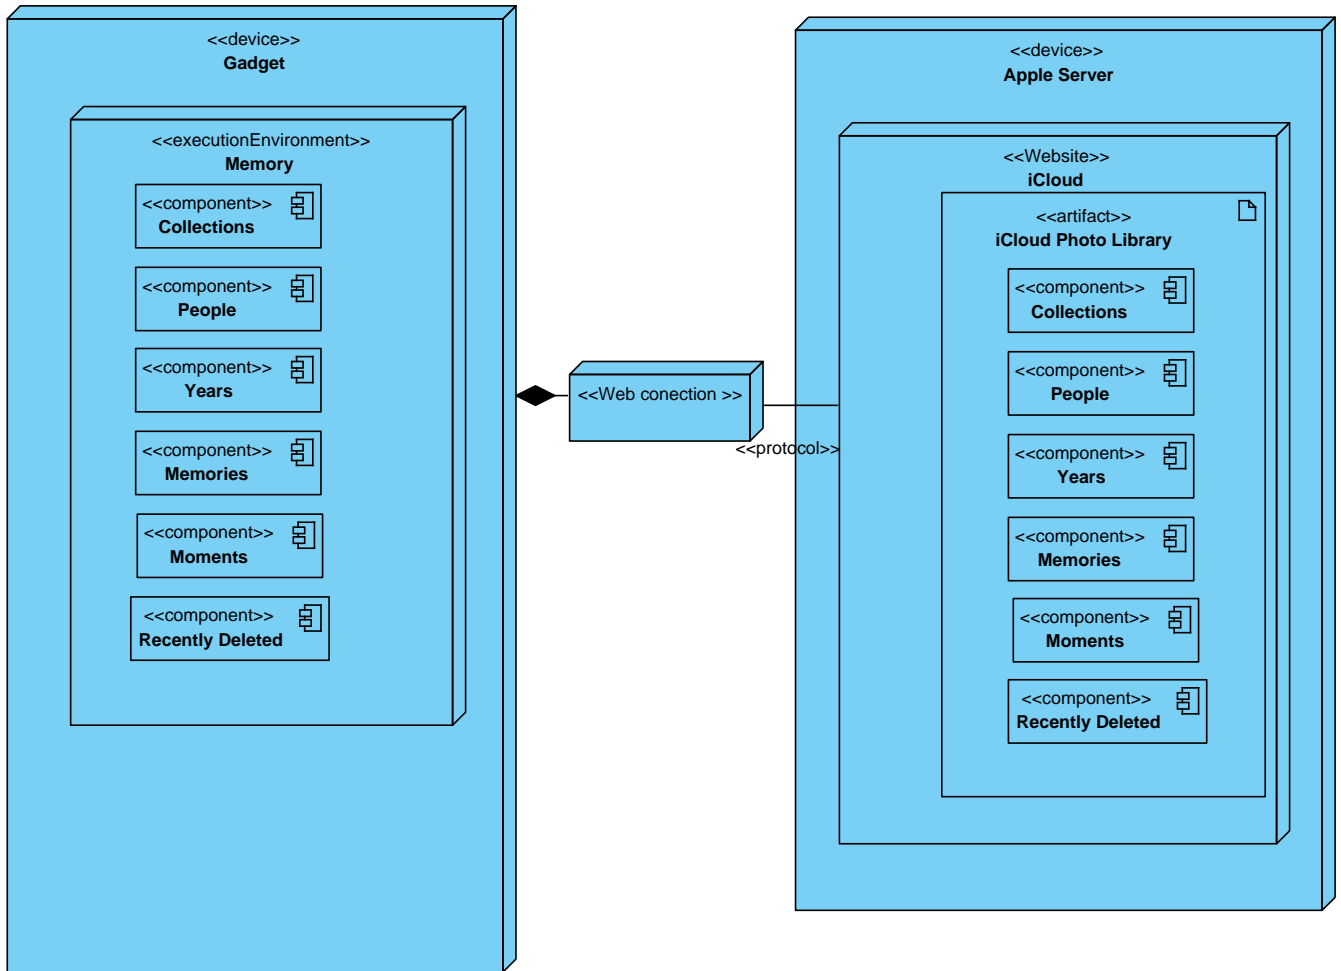 <<device>>
Gadget
<<executionEnvironment>>
Memory
<<component>>
Collections
<<component>>
People
<<component>>
Years
<<component>>
Memories
<<component>>
Moments
<<component>>
Recently Deleted
<<Web conection >>
<<protocol>>
<<device>>
Apple Server
<<Website>>
iCloud
<<artifact>>
iCloud Photo Library
<<component>>
Collections
<<component>>
People
<<component>>
Years
<<component>>
Memories
<<component>>
Moments
<<component>>
Recently Deleted